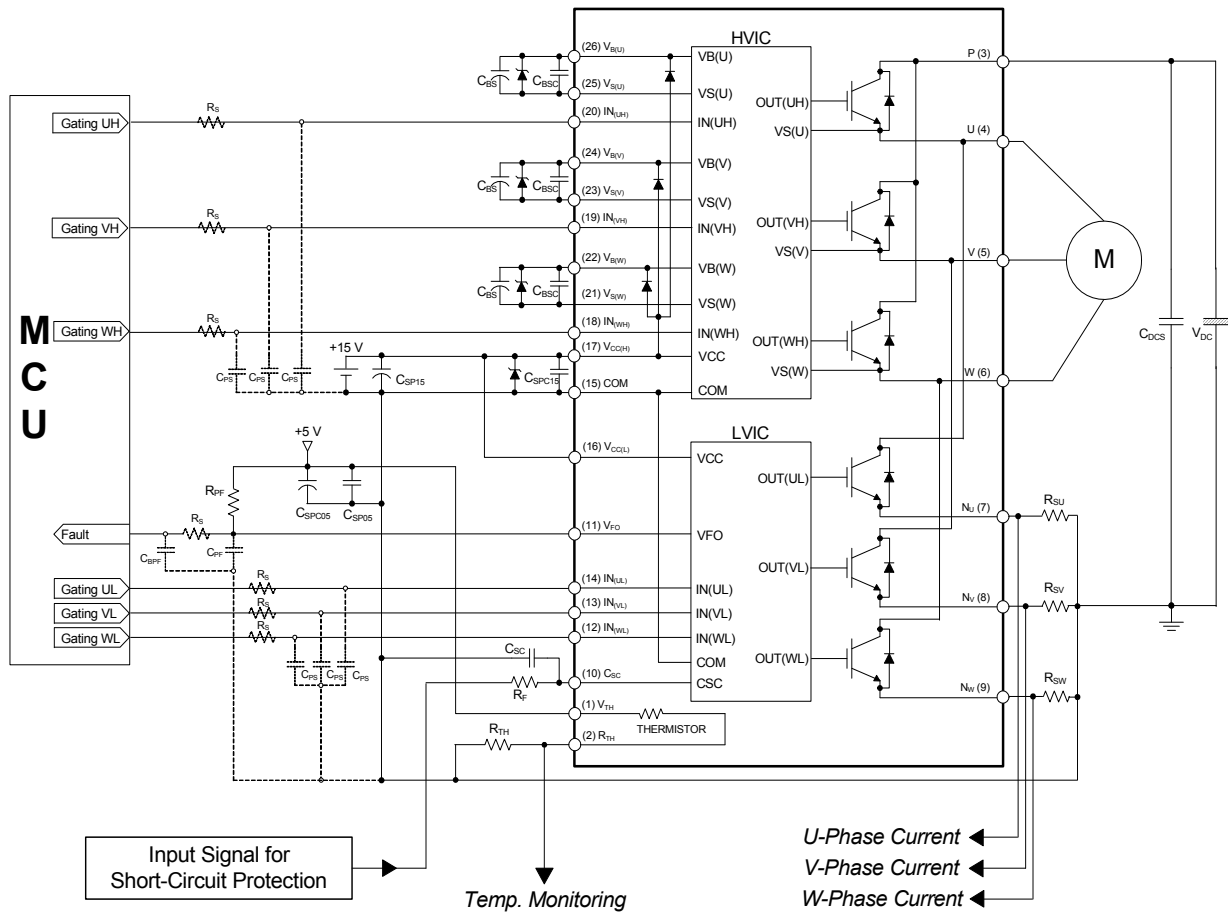 HVIC
(26) VB(U)
VB(U)
P (3)
CBS
CBSC
(25) VS(U)
VS(U)
OUT(UH)
Gating UH
RS
(20) IN(UH)
IN(UH)
VS(U)
U (4)
(24) VB(V)
VB(V)
CBS
CBSC
(23) VS(V)
VS(V)
OUT(VH)
Gating VH
RS
(19) IN(VH)
IN(VH)
VS(V)
V (5)
M
(22) VB(W)
VB(W)
CBS
CBSC
(21) VS(W)
VS(W)
Gating WH
RS
(18) IN(WH)
IN(WH)
OUT(WH)
CDCS
VDC
+15 V
(17) VCC(H)
VCC
VS(W)
W (6)
CPS
CPS
CPS
CSP15
CSPC15
(15) COM
COM
M
C
U
+5 V
LVIC
(16) VCC(L)
VCC
OUT(UL)
RPF
CSPC05
CSP05
NU (7)
RSU
Fault
RS
(11) VFO
VFO
CBPF
CPF
OUT(VL)
Gating UL
RS
(14) IN(UL)
IN(UL)
Gating VL
RS
(13) IN(VL)
IN(VL)
NV (8)
RSV
Gating WL
RS
(12) IN(WL)
IN(WL)
CPS
CPS
CPS
CSC
COM
OUT(WL)
RF
(10) CSC
CSC
NW (9)
RSW
(1) VTH
THERMISTOR
RTH
(2) RTH
Input Signal for
Short-Circuit Protection
Temp. Monitoring
U-Phase Current
V-Phase Current
W-Phase Current